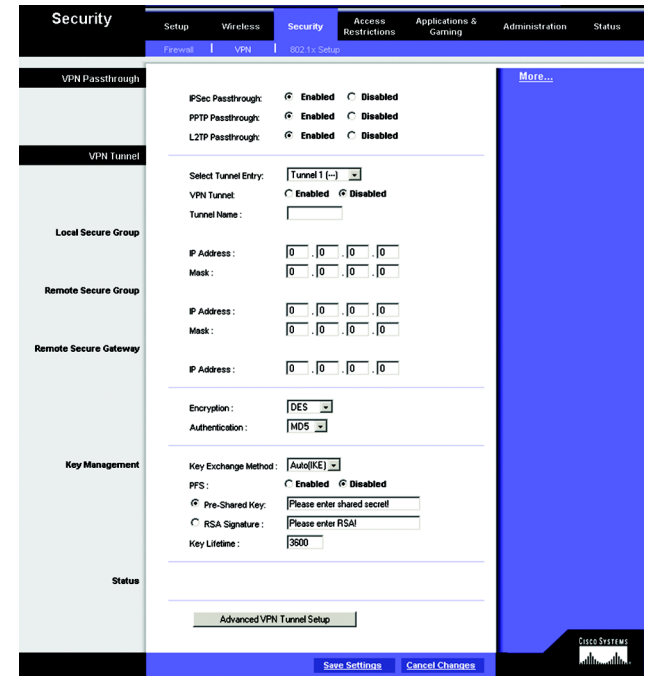 Security
Setup Wireless Security Access Restrictions Applications & Gaming Administration Status
Firewall VPN 802.1x Setup
VPN Passthrough
More...
IPSec Passthrough: Enabled Disabled
PPTP Passthrough: Enabled Disabled
L2TP Passthrough: Enabled Disabled
VPN Tunnel
Select Tunnel Entry: Tunnel 1 (---)
VPN Tunnel: Enabled Disabled
Tunnel Name :
Local Secure Group
IP Address : 0 . 0 . 0 . 0
Mask : 0 . 0 . 0 . 0
Remote Secure Group
IP Address : 0 . 0 . 0 . 0
Mask : 0 . 0 . 0 . 0
Remote Secure Gateway
IP Address : 0 . 0 . 0 . 0
Encryption : DES
Authentication : MD5
Key Management
Key Exchange Method : Auto(IKE)
PFS : Enabled Disabled
Pre-Shared Key: Please enter shared secret!
RSA Signature : Please enter RSA!
Key Lifetime : 3600
Status
Advanced VPN Tunnel Setup
Save Settings Cancel Changes
CISCO SYSTEMS